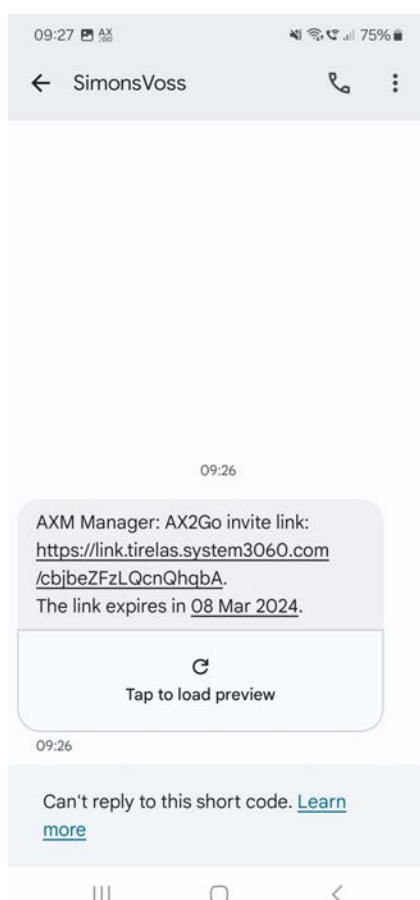 09:27 75%
SimonsVoss
09:26
AXM Manager: AX2Go invite link:
https://link.tirelas.system3060.com
/cbjbeZFzLQcnQhqbA.
The link expires in 08 Mar 2024.
Tap to load preview
09:26
Can't reply to this short code. Learn
more